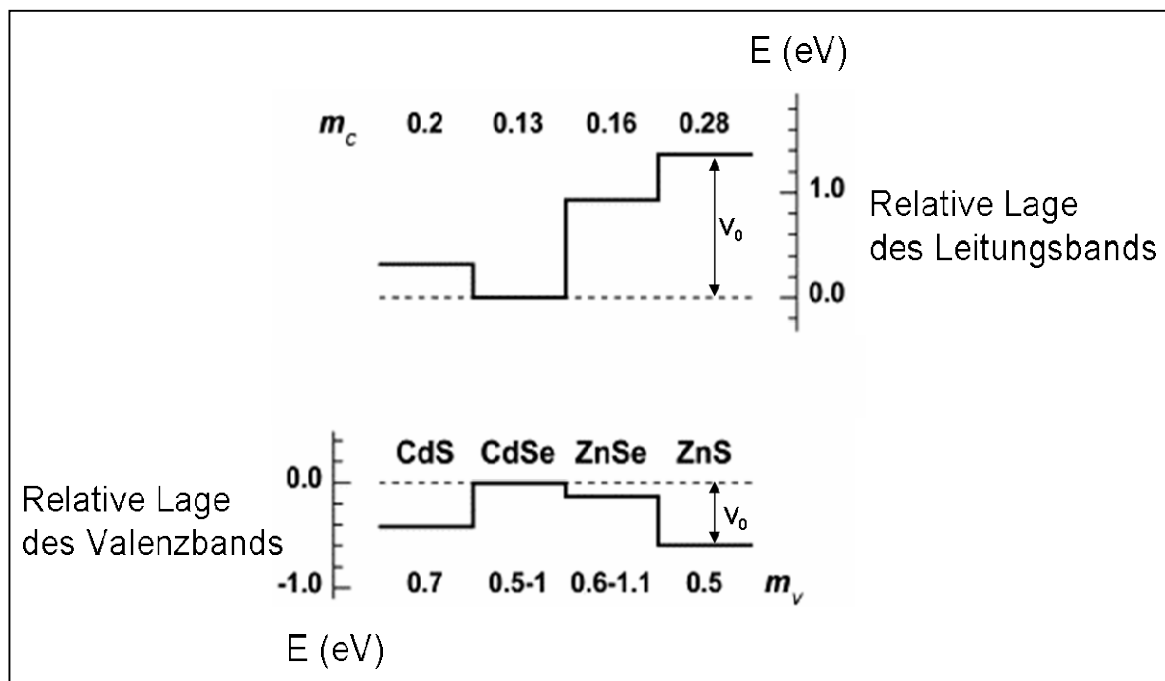 E (eV)
m_c 0.2 0.13 0.16 0.28
1.0
Relative Lage
des Leitungsbands
V₀
0.0
CdS CdSe ZnSe ZnS
0.0
Relative Lage
des Valenzbands
V₀
-1.0
0.7 0.5-1 0.6-1.1 0.5 m_v
E (eV)